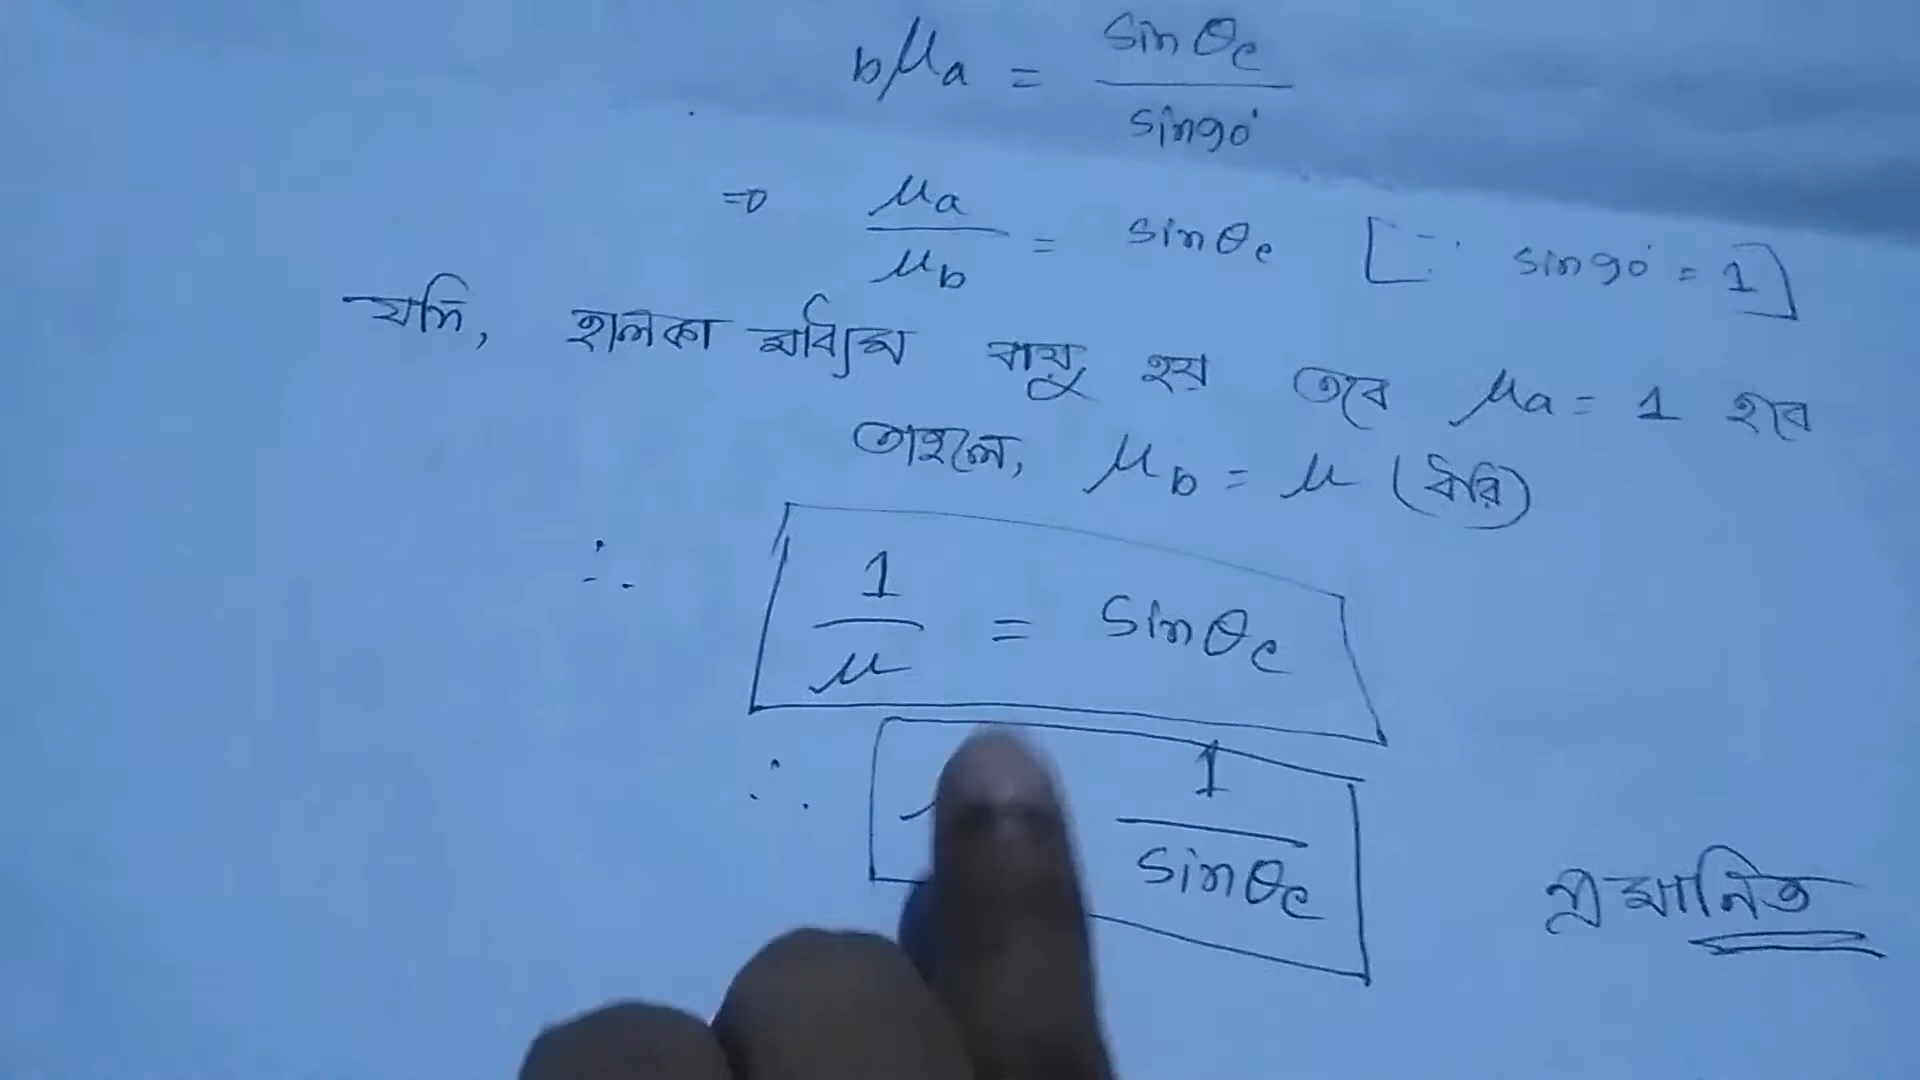 bμa = sinθc / sin90°
⇒ μa / μb = sinθc [∵ sin90° = 1]
যদি, হালকা মাধ্যম বায়ু হয় তবে μa = 1 হবে
তাহলে, μb = μ (ধরি)
∴ 1 / μ = sinθc
∴ 1 / sinθc
প্রমানিত